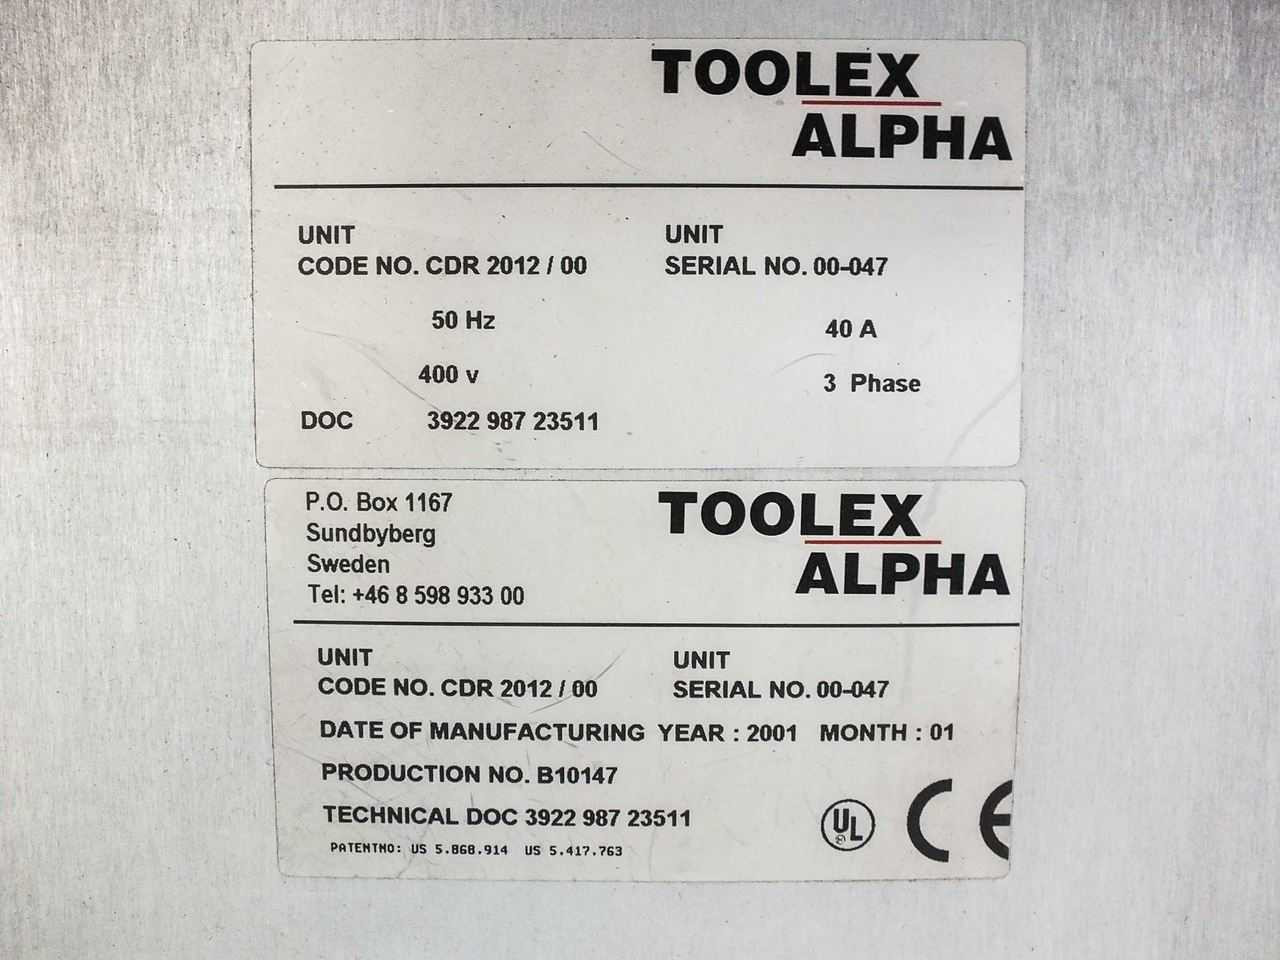 TOOLEX
ALPHA
UNIT
CODE NO. CDR 2012 / 00
UNIT
SERIAL NO. 00-047
50 Hz
40 A
400 v
3 Phase
DOC 3922 987 23511
P.O. Box 1167
Sundbyberg
Sweden
Tel: +46 8 598 933 00
TOOLEX
ALPHA
UNIT
CODE NO. CDR 2012 / 00
UNIT
SERIAL NO. 00-047
DATE OF MANUFACTURING YEAR : 2001 MONTH : 01
PRODUCTION NO. B10147
TECHNICAL DOC 3922 987 23511
UL
CE
PATENTNO: US 5.868.914 US 5.417.763